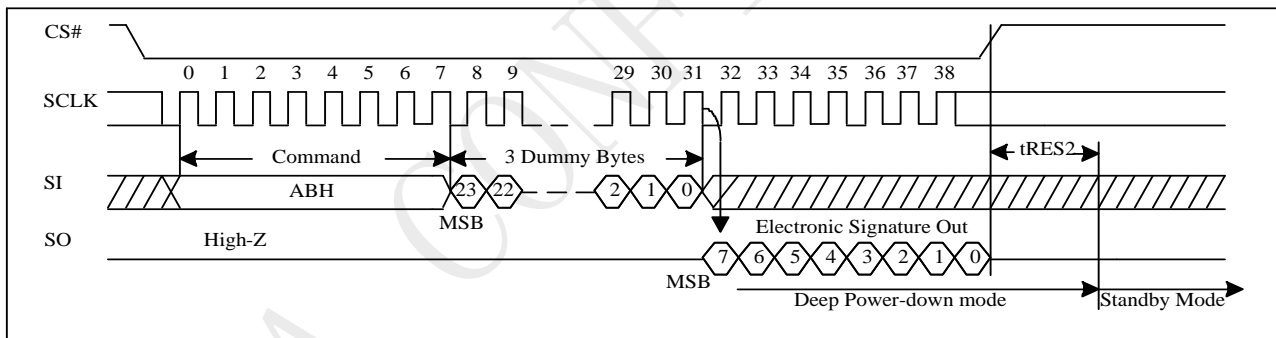 CS#
0 1 2 3 4 5 6 7 8 9 29 30 31 32 33 34 35 36 37 38
SCLK
Command 3 Dummy Bytes tRES2
SI ABH 23 22 2 1 0
MSB
SO High-Z Electronic Signature Out
7 6 5 4 3 2 1 0
MSB
Deep Power-down mode Standby Mode